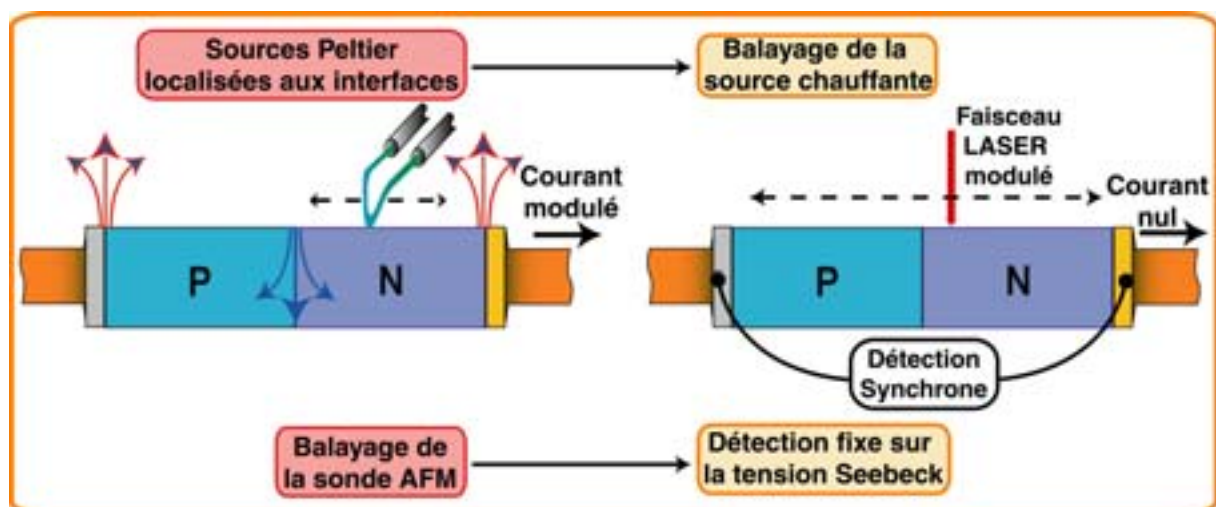 Sources Peltier
localisées aux interfaces
Balayage de la
source chauffante
Faisceau
LASER
modulé
Courant
modulé
Courant
nul
P
N
P
N
Détection
Synchrone
Balayage de
la sonde AFM
Détection fixe sur
la tension Seebeck